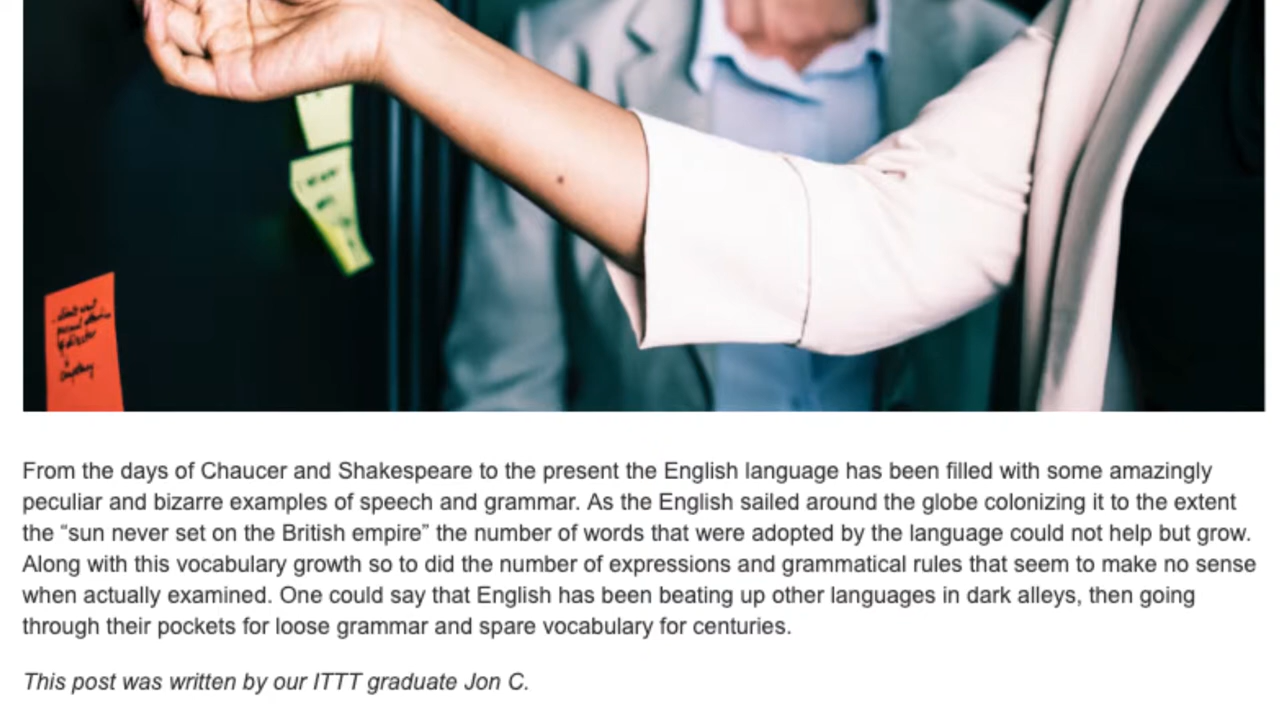 From the days of Chaucer and Shakespeare to the present the English language has been filled with some amazingly
peculiar and bizarre examples of speech and grammar. As the English sailed around the globe colonizing it to the extent
the “sun never set on the British empire” the number of words that were adopted by the language could not help but grow.
Along with this vocabulary growth so to did the number of expressions and grammatical rules that seem to make no sense
when actually examined. One could say that English has been beating up other languages in dark alleys, then going
through their pockets for loose grammar and spare vocabulary for centuries.
This post was written by our ITTT graduate Jon C.